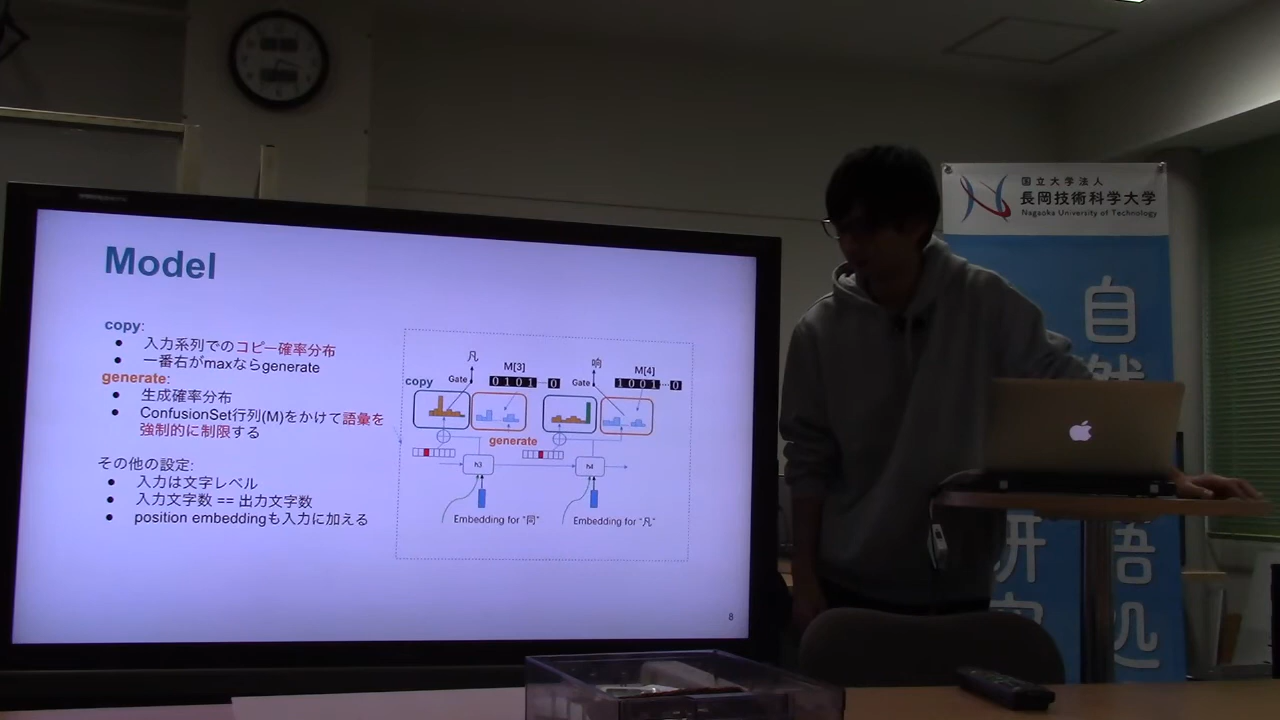 Model
copy:
● 入力系列でのコピー確率分布
● 一番右がmaxならgenerate
generate:
● 生成確率分布
● ConfusionSet行列(M)をかけて語彙を
強制的に制限する
その他の設定:
● 入力は文字レベル
● 入力文字数 == 出力文字数
● position embeddingも入力に加える
凡
响
M[3]
M[4]
copy
Gate
0 1 0 1 0
Gate
1 0 0 1 0
generate
h3
h4
Embedding for "同"
Embedding for "凡"
8
国立大学法人
長岡技術科学大学
Nagaoka University of Technology
自然
語処
研究